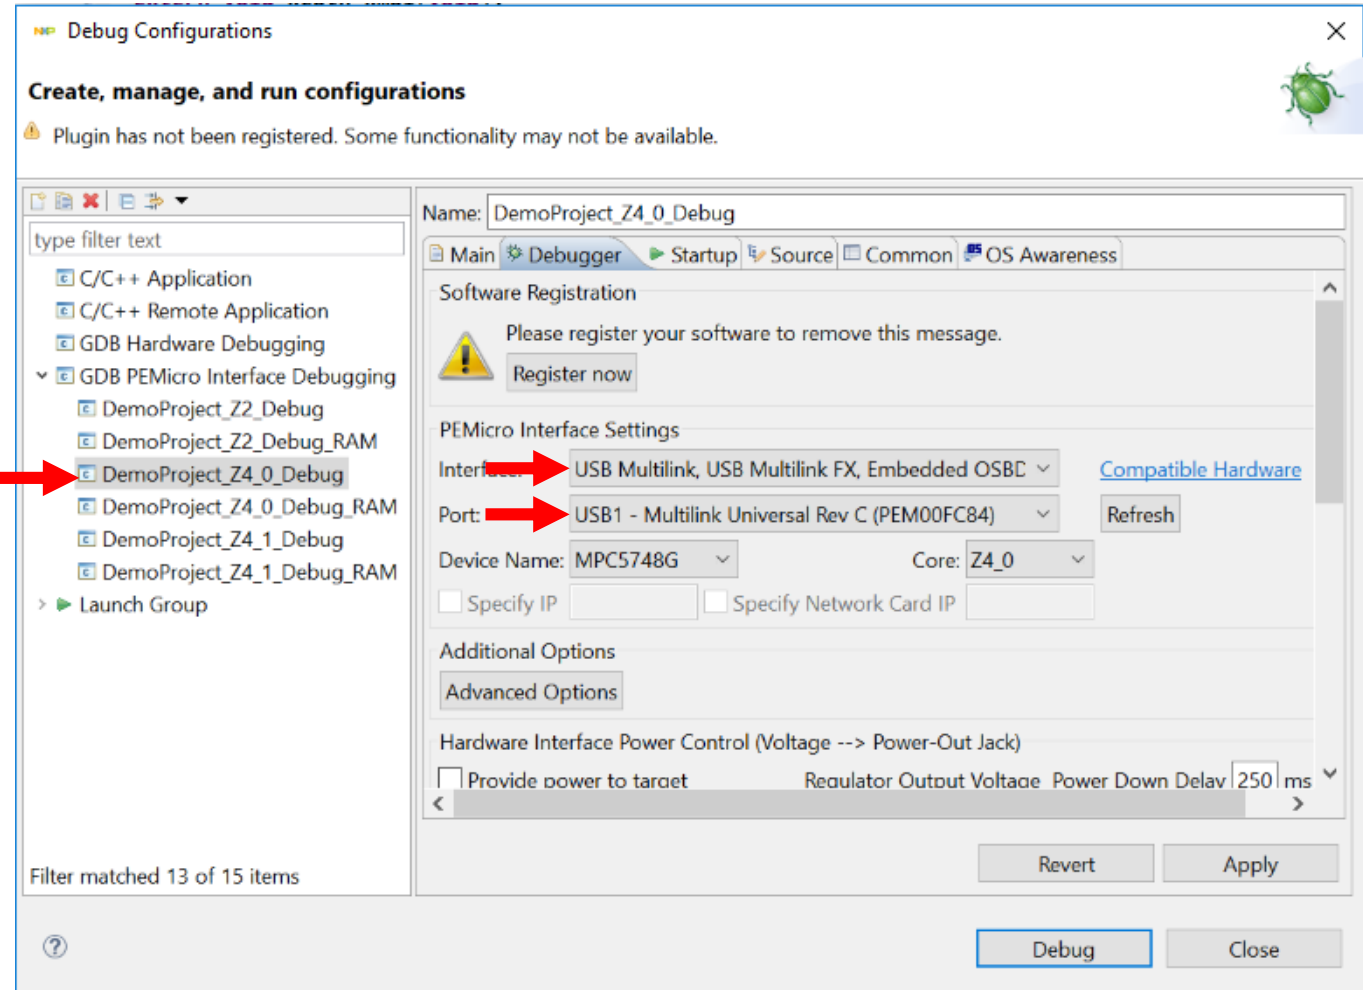 NXP Debug Configurations
Create, manage, and run configurations
Plugin has not been registered. Some functionality may not be available.
type filter text
C/C++ Application
C/C++ Remote Application
GDB Hardware Debugging
GDB PEMicro Interface Debugging
DemoProject_Z2_Debug
DemoProject_Z2_Debug_RAM
DemoProject_Z4_0_Debug
DemoProject_Z4_0_Debug_RAM
DemoProject_Z4_1_Debug
DemoProject_Z4_1_Debug_RAM
Launch Group
Filter matched 13 of 15 items
Name: DemoProject_Z4_0_Debug
Main Debugger Startup Source Common OS Awareness
Software Registration
Please register your software to remove this message.
Register now
PEMicro Interface Settings
USB Multilink, USB Multilink FX, Embedded OSBD Compatible Hardware
Port: USB1 - Multilink Universal Rev C (PEM00FC84) Refresh
Device Name: MPC5748G Core: Z4_0
Specify IP Specify Network Card IP
Additional Options
Advanced Options
Hardware Interface Power Control (Voltage --> Power-Out Jack)
Provide power to target Regulator Output Voltage Power Down Delay 250 ms
Revert Apply
Debug Close